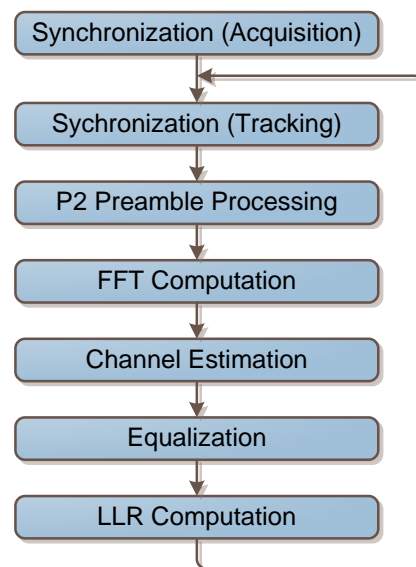 Synchronization (Acquisition)
Sychronization (Tracking)
P2 Preamble Processing
FFT Computation
Channel Estimation
Equalization
LLR Computation